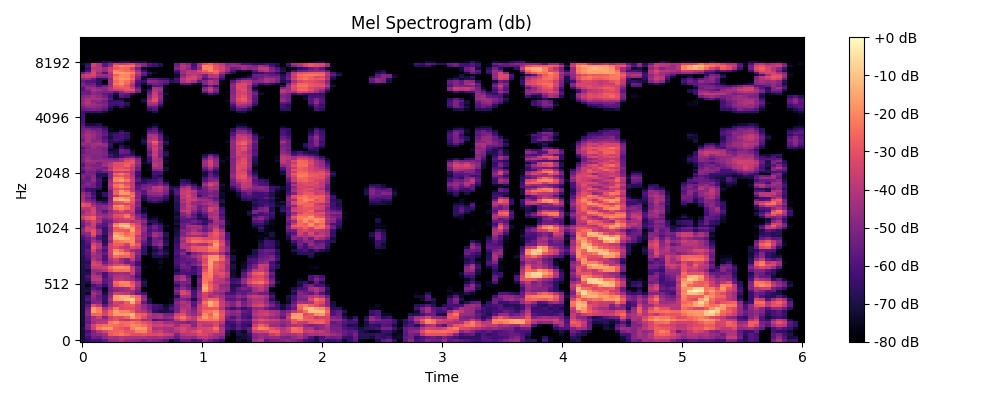 Mel Spectrogram (db)
Hz
8192
4096
2048
1024
512
0
0 1 2 3 4 5 6
Time
+0 dB
-10 dB
-20 dB
-30 dB
-40 dB
-50 dB
-60 dB
-70 dB
-80 dB